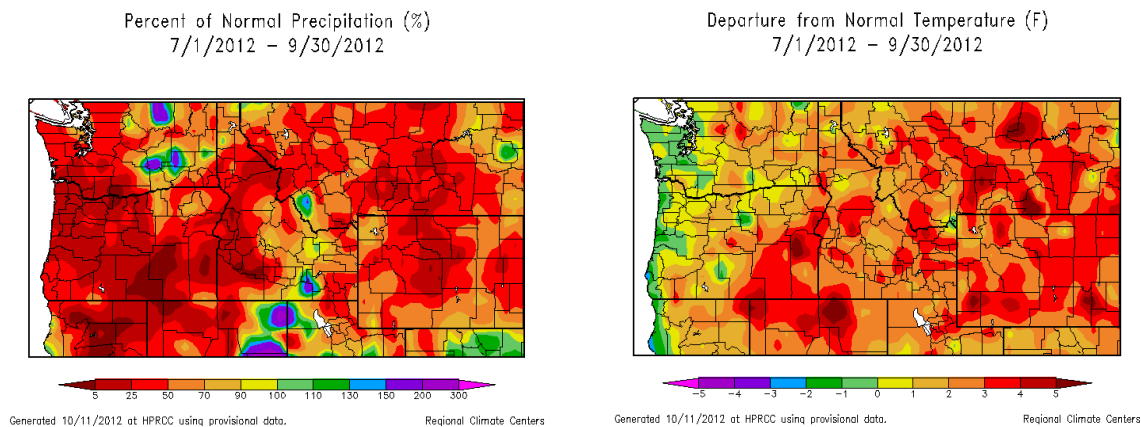 Percent of Normal Precipitation (%)
7/1/2012 – 9/30/2012
5 25 50 70 90 100 110 130 150 200 300
Generated 10/11/2012 at HPRCC using provisional data. Regional Climate Centers
Departure from Normal Temperature (F)
7/1/2012 – 9/30/2012
-5 -4 -3 -2 -1 0 1 2 3 4 5
Generated 10/11/2012 at HPRCC using provisional data. Regional Climate Centers